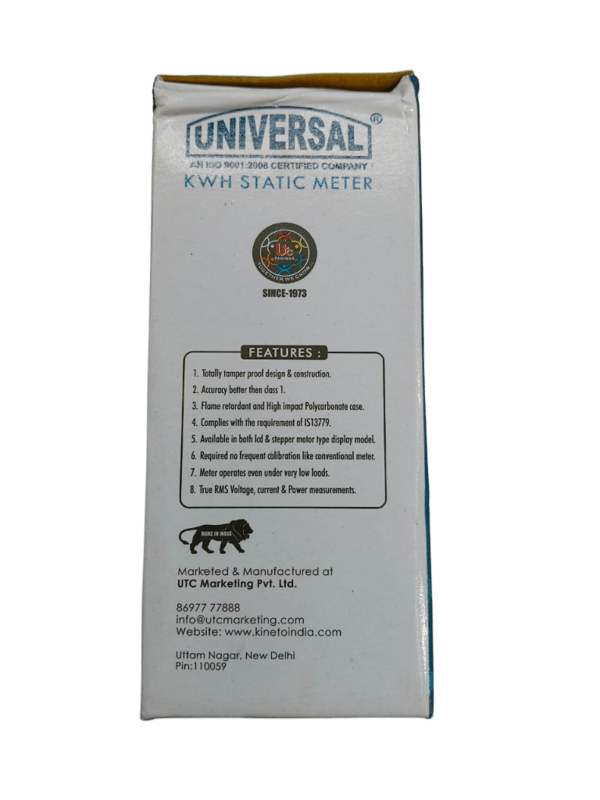 UNIVERSAL ®
AN ISO 9001:2008 CERTIFIED COMPANY
KWH STATIC METER
Utc
TOGETHER WE GROW
SINCE-1973
FEATURES :
1. Totally tamper proof design & construction.
2. Accuracy better then class 1.
3. Flame retardant and High impact Polycarbonate case.
4. Complies with the requirement of IS13779.
5. Available in both lcd & stepper motor type display model.
6. Required no frequent calibration like conventional meter.
7. Meter operates even under very low loads.
8. True RMS Voltage, current & Power measurements.
MAKE IN INDIA
Marketed & Manufactured at
UTC Marketing Pvt. Ltd.
86977 77888
info@utcmarketing.com
Website: www.kinetoindia.com
Uttam Nagar, New Delhi
Pin:110059